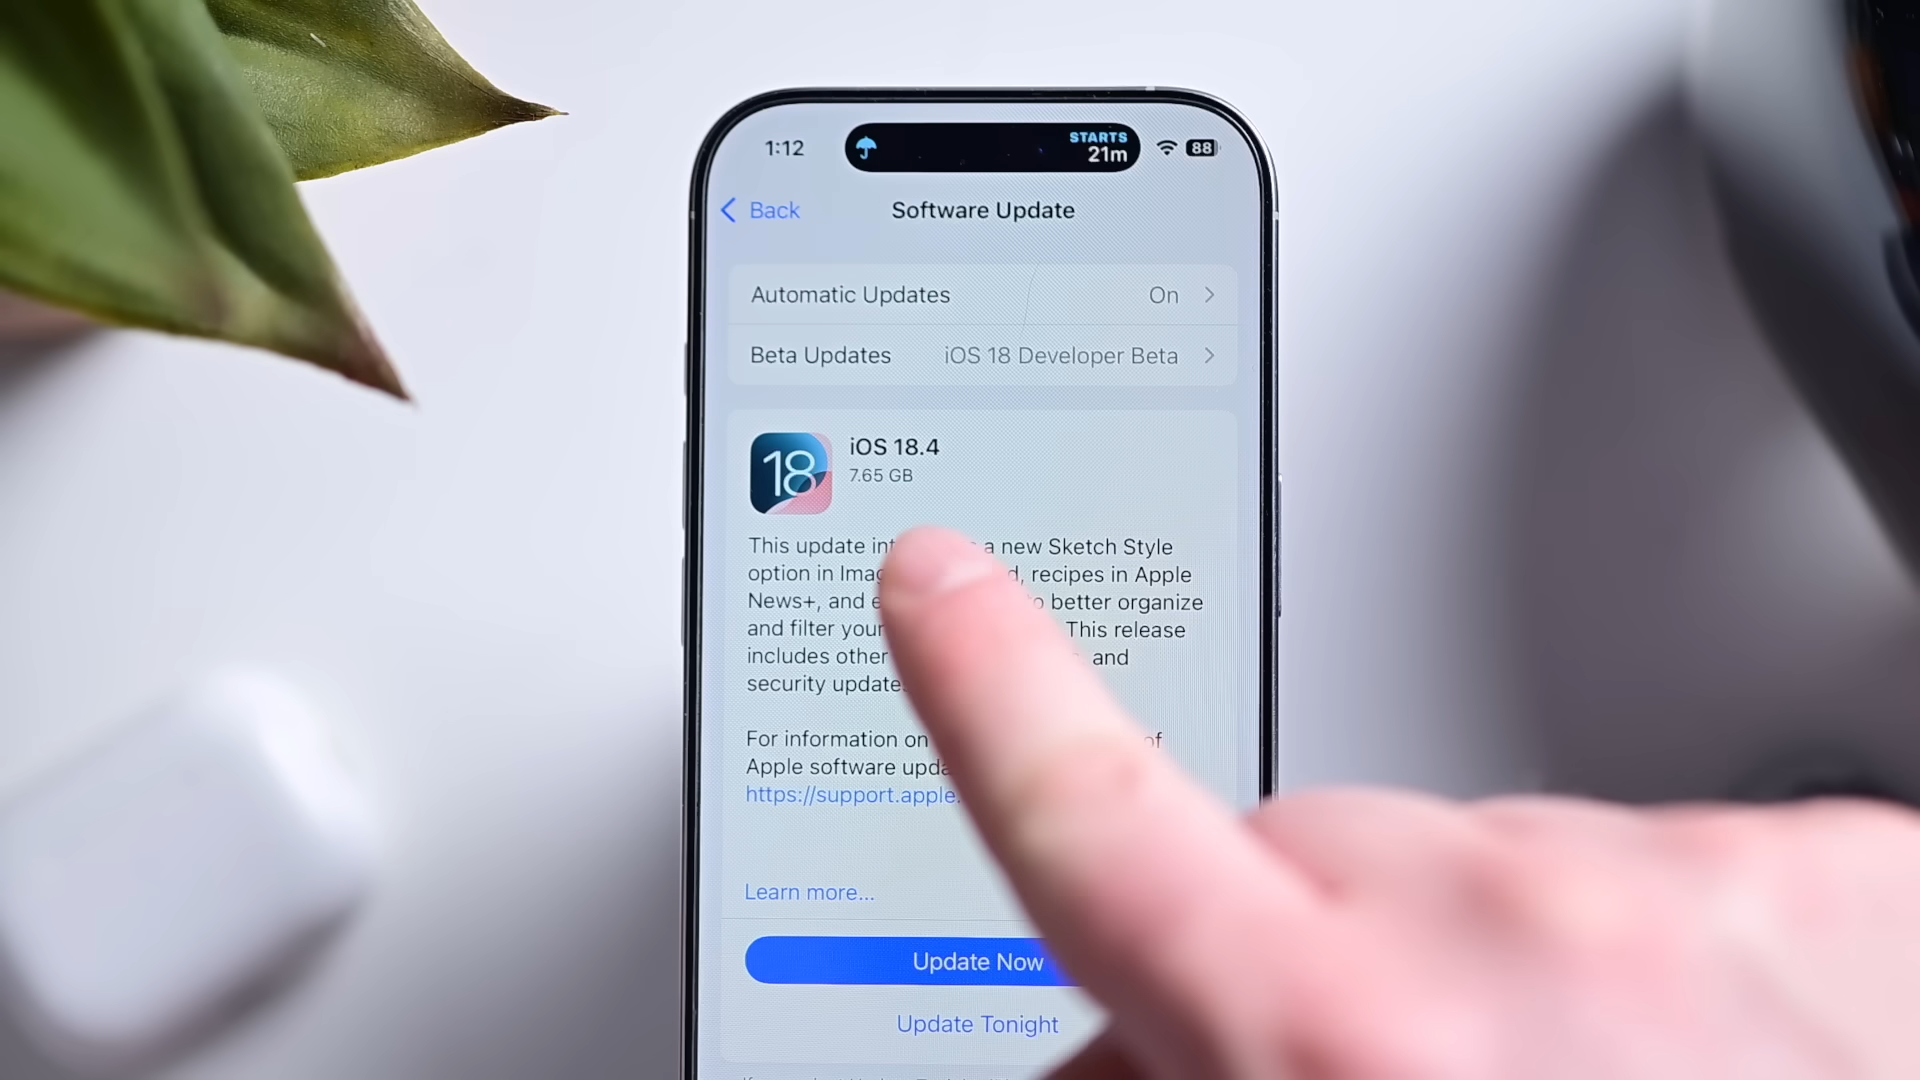 1:12
STARTS
21m
88
Back
Software Update
Automatic Updates On
Beta Updates iOS 18 Developer Beta
18
iOS 18.4
7.65 GB
This update a new Sketch Style
option in recipes in Apple
News+, and better organize
and filter your This release
includes other and
security
For information on of
Apple software
https://support.apple.
Learn more...
Update Now
Update Tonight